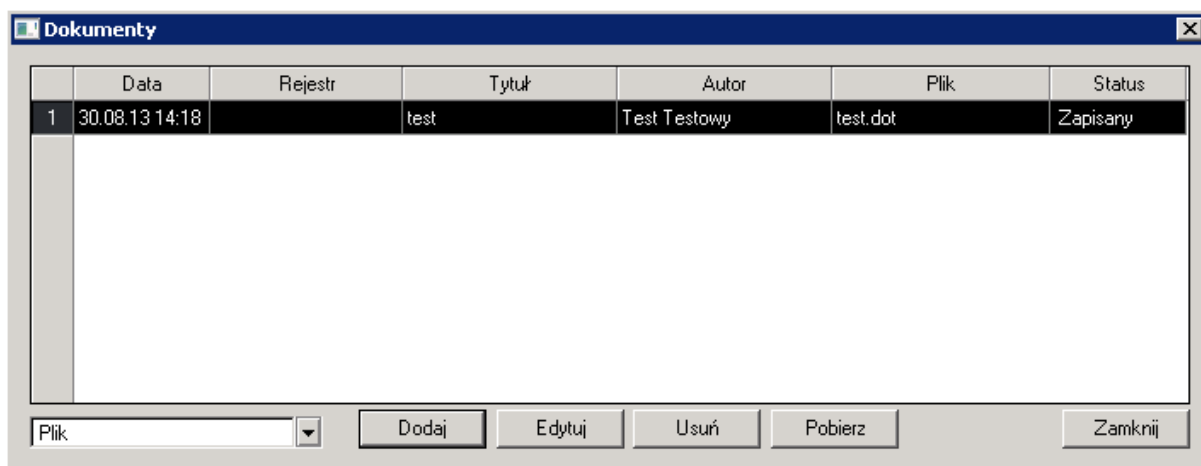 Dokumenty
Data Rejestr Tytuł Autor Plik Status
1 30.08.13 14:18 test Test Testowy test.dot Zapisany
Plik Dodaj Edytuj Usuń Pobierz Zamknij